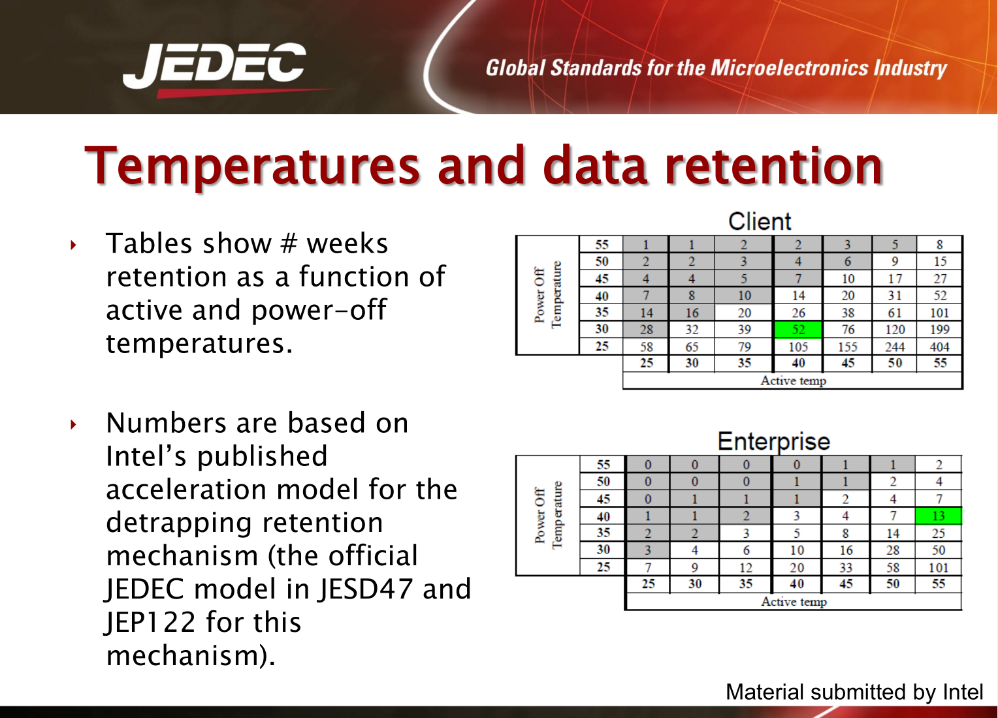 JEDEC
Global Standards for the Microelectronics Industry
Temperatures and data retention
Tables show # weeks
retention as a function of
active and power-off
temperatures.
Numbers are based on
Intel's published
acceleration model for the
detrapping retention
mechanism (the official
JEDEC model in JESD47 and
JEP122 for this
mechanism).
Client
Power Off
Temperature
55 1 1 2 2 3 5 8
50 2 2 3 4 6 9 15
45 4 4 5 7 10 17 27
40 7 8 10 14 20 31 52
35 14 16 20 26 38 61 101
30 28 32 39 52 76 120 199
25 58 65 79 105 155 244 404
25 30 35 40 45 50 55
Active temp
Enterprise
Power Off
Temperature
55 0 0 0 0 1 1 2
50 0 0 0 1 1 2 4
45 0 1 1 1 2 4 7
40 1 1 2 3 4 7 13
35 2 2 3 5 8 14 25
30 3 4 6 10 16 28 50
25 7 9 12 20 33 58 101
25 30 35 40 45 50 55
Active temp
Material submitted by Intel